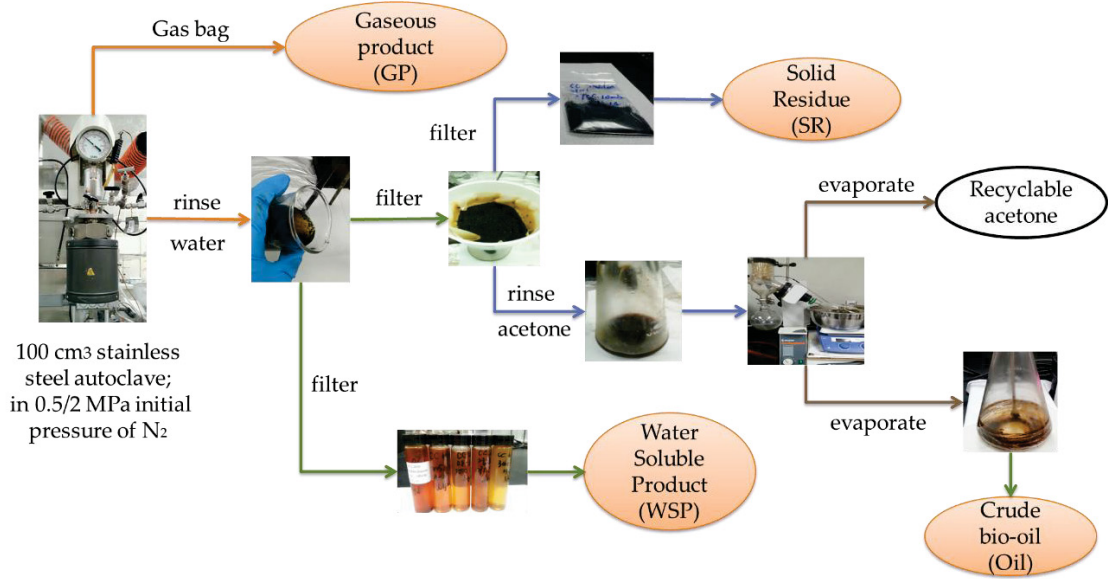 Gas bag
Gaseous
product
(GP)
filter
Solid
Residue
(SR)
rinse
water
filter
evaporate
Recyclable
acetone
rinse
acetone
100 cm3 stainless
steel autoclave;
in 0.5/2 MPa initial
pressure of N2
filter
evaporate
Water
Soluble
Product
(WSP)
Crude
bio-oil
(Oil)